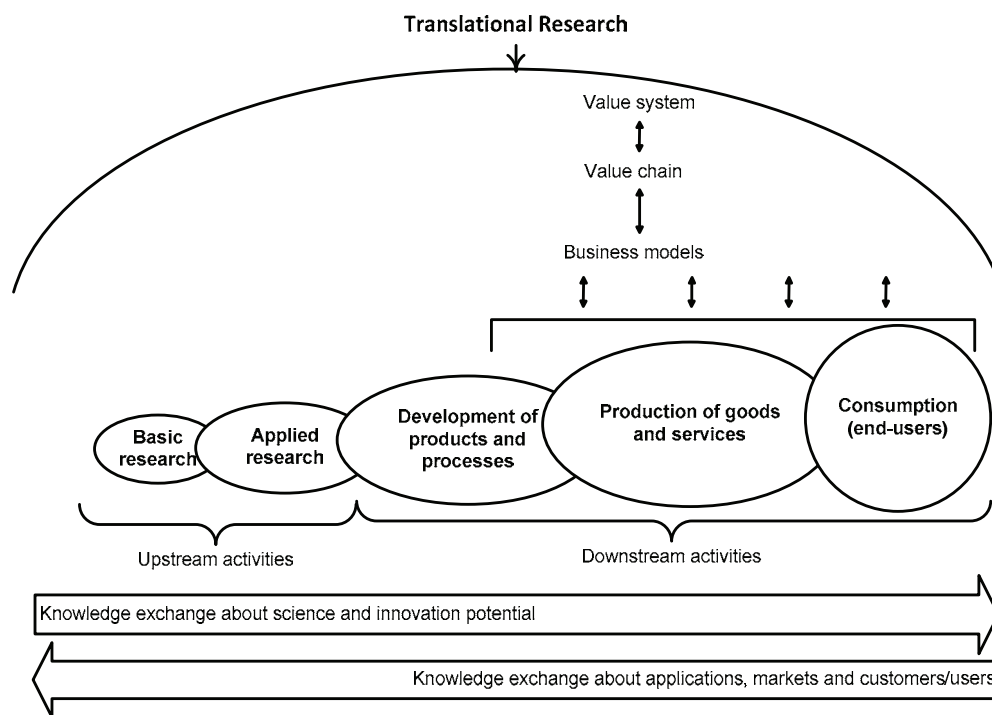 Translational Research
Value system
Value chain
Business models
Basic
research
Applied
research
Development of
products and
processes
Production of goods
and services
Consumption
(end-users)
Upstream activities
Downstream activities
Knowledge exchange about science and innovation potential
Knowledge exchange about applications, markets and customers/users